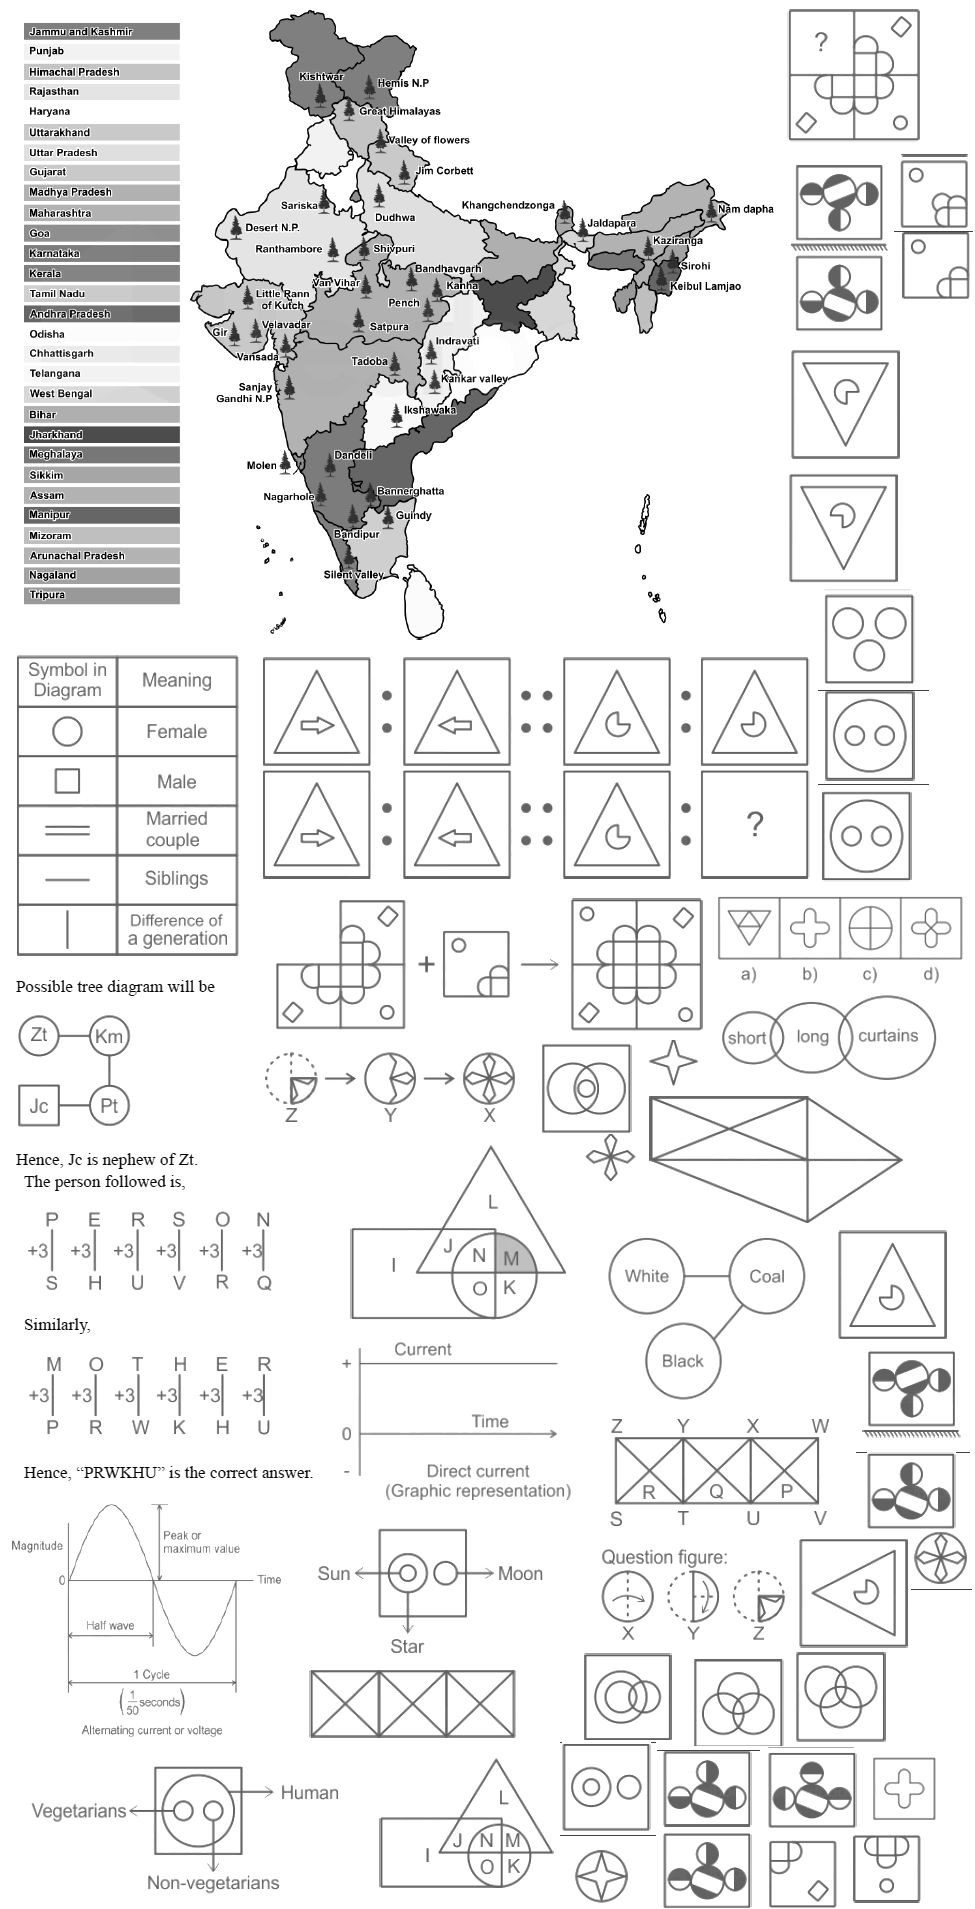 Jammu and Kashmir
Punjab
Himachal Pradesh
Rajasthan
Haryana
Uttarakhand
Uttar Pradesh
Gujarat
Madhya Pradesh
Maharashtra
Goa
Karnataka
Kerala
Tamil Nadu
Andhra Pradesh
Odisha
Chhattisgarh
Telangana
West Bengal
Bihar
Jharkhand
Meghalaya
Sikkim
Assam
Manipur
Mizoram
Arunachal Pradesh
Nagaland
Tripura
Kishtwar
Hemis N.P
Great Himalayas
Valley of flowers
Jim Corbett
Sariska
Dudhwa
Khangchendzonga
Nam dapha
Jaldapara
Desert N.P.
Kaziranga
Ranthambore
Shivpuri
Sirohi
Bandhavgarh
Van Vihar
Kanha
Keibul Lamjao
Little Rann
of Kutch
Pench
Gir
Velavadar
Satpura
Indravati
Vansada
Tadoba
Sanjay
Gandhi N.P
Kankar valley
Ikshawaka
Molen
Dandeli
Nagarhole
Bannerghatta
Guindy
Bandipur
Silent valley
?
Symbol in
Diagram
Meaning
Female
Male
Married
couple
Siblings
Difference of
a generation
?
Possible tree diagram will be
Zt
Km
Jc
Pt
Hence, Jc is nephew of Zt.
The person followed is,
P E R S O N
+3 +3 +3 +3 +3 +3
S H U V R Q
Similarly,
M O T H E R
+3 +3 +3 +3 +3 +3
P R W K H U
Hence, “PRWKHU” is the correct answer.
+
Z Y X
a) b) c) d)
short
long
curtains
L
J
I
N
M
O
K
White
Coal
Black
+
Current
0
Time
-
Direct current
(Graphic representation)
Z Y X W
R Q P
S T U V
Magnitude
Peak or
maximum value
0
Time
Half wave
1 Cycle
(1/50 seconds)
Alternating current or voltage
Sun
Moon
Star
Question figure:
X Y Z
Human
Vegetarians
Non-vegetarians
L
J N M
I
O K